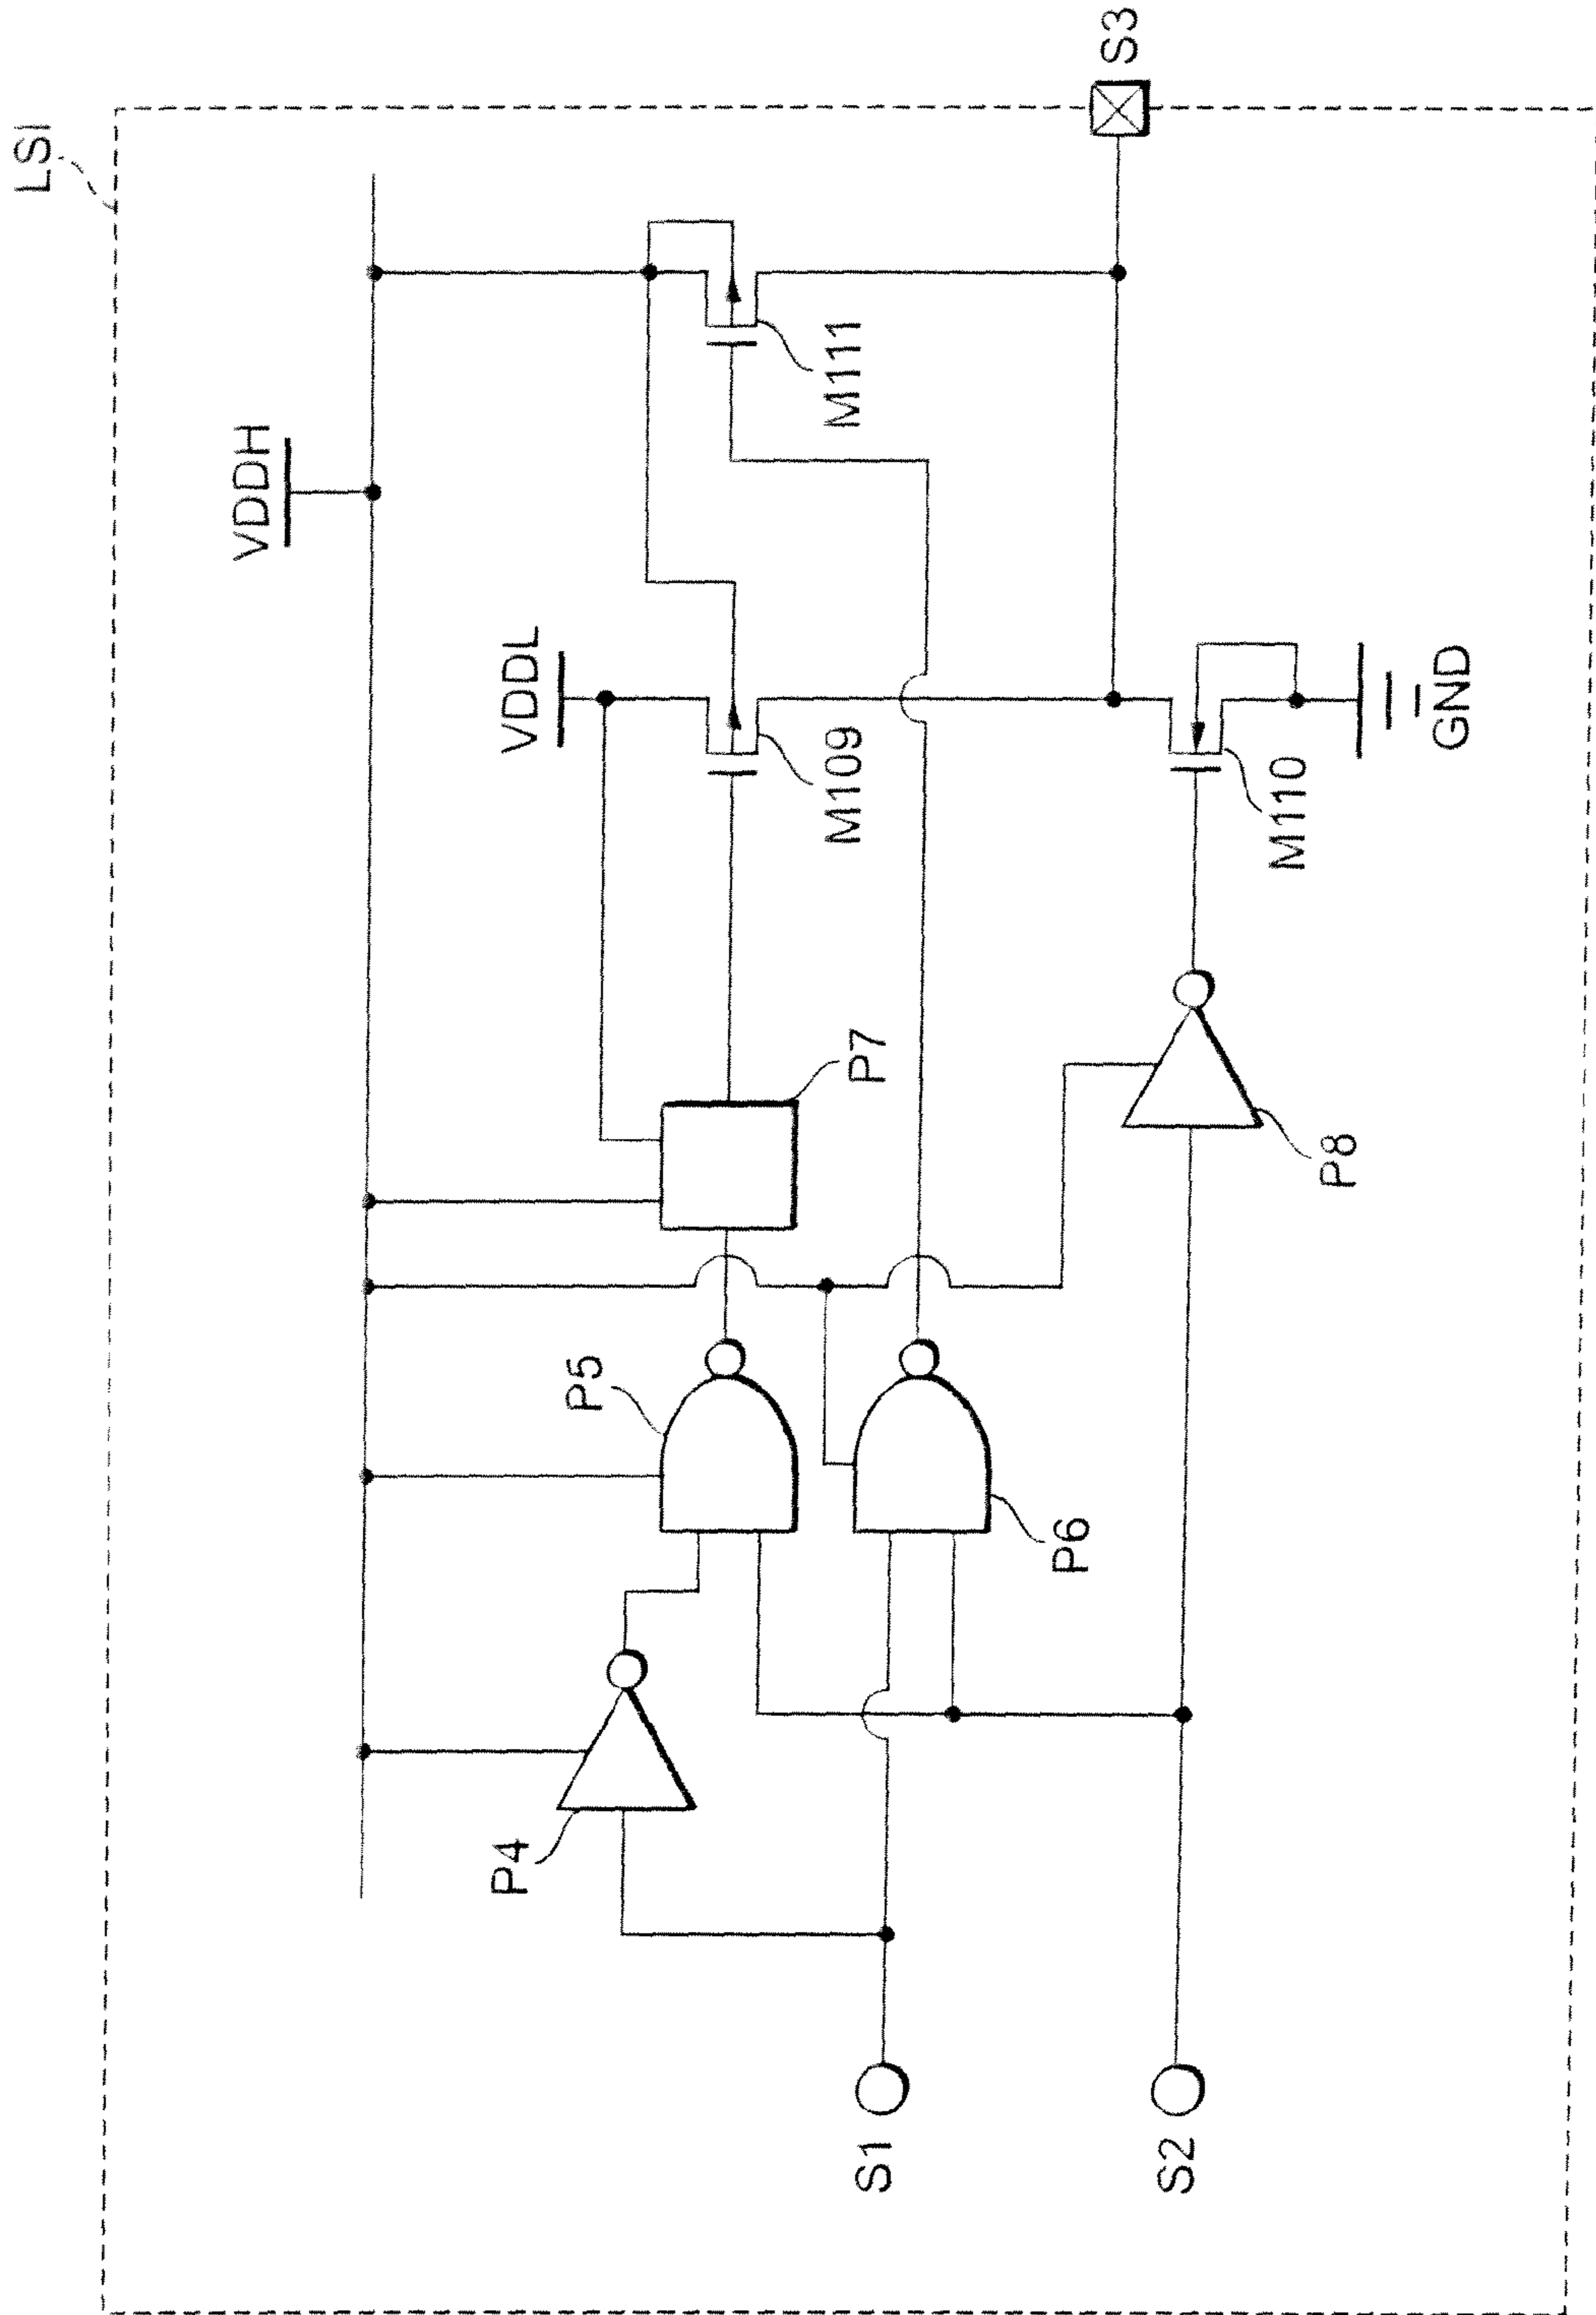 LSI
VDDH
VDDL
S3
M111
M109
M110
GND
P7
P8
P5
P6
P4
S1
S2